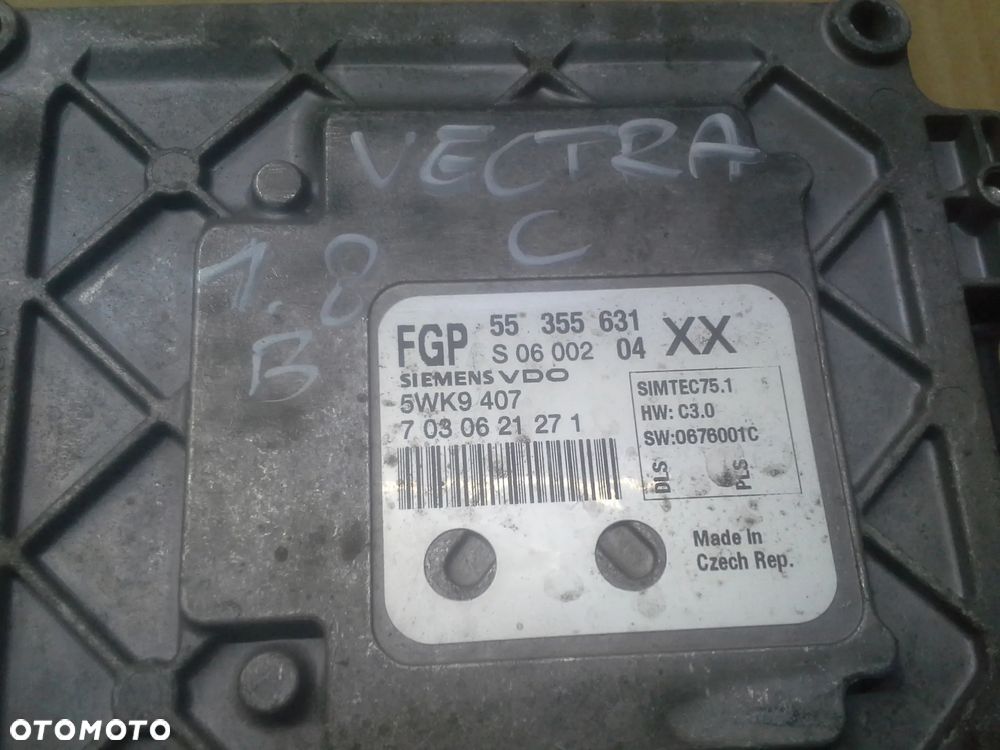 VECTRA
C
1.8
B
FGP 55 355 631 XX
S 06 002 04
SIEMENS VDO
5WK9 407
7 03 06 21 27 1
SIMTEC75.1
HW: C3.0
SW:0676001C
DLS PLS
Made in
Czech Rep.
OTOMOTO